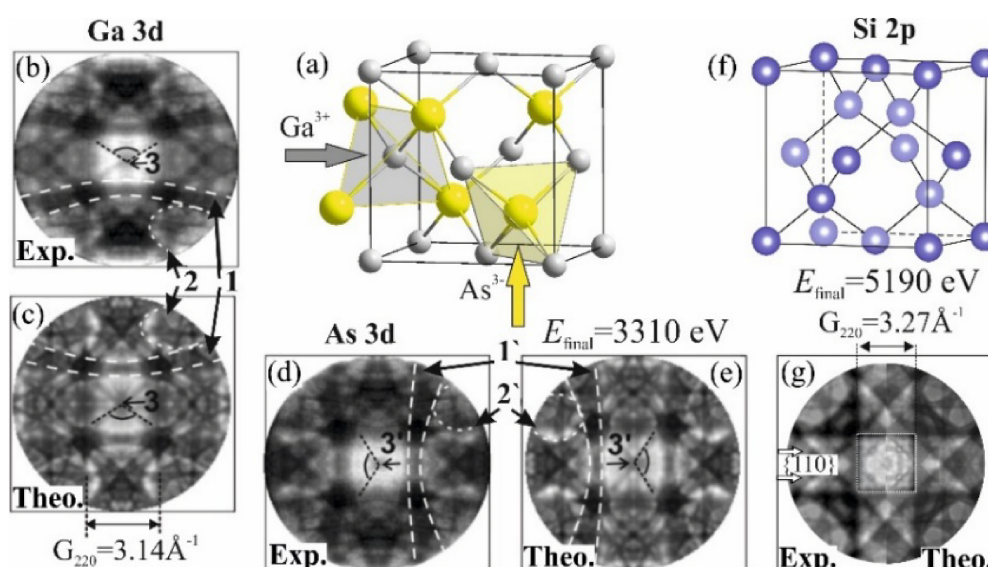 Ga 3d
(b)
3
Exp.
2
1
(c)
3
Theo.
G₂₂₀=3.14Å⁻¹
(a)
Ga³⁺
As³⁻
As 3d
E_final=3310 eV
(d)
1`
2`
3'
Exp.
(e)
3'
Theo.
Si 2p
(f)
E_final=5190 eV
G₂₂₀=3.27Å⁻¹
(g)
{110}
Exp.
Theo.